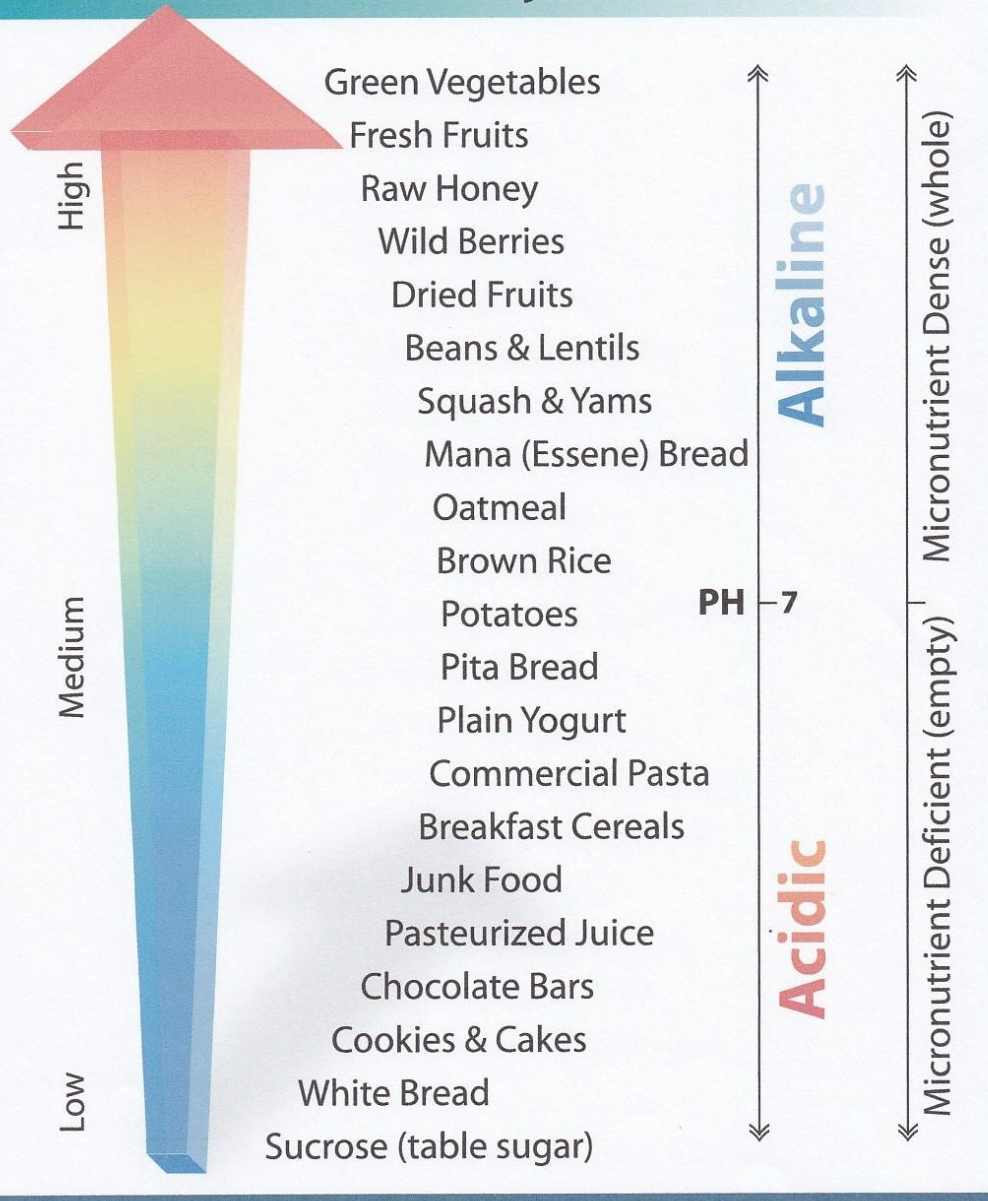 Green Vegetables
Fresh Fruits
High
Raw Honey
Wild Berries
Dried Fruits
Beans & Lentils
Squash & Yams
Mana (Essene) Bread
Oatmeal
Brown Rice
Potatoes
Pita Bread
Medium
Plain Yogurt
Commercial Pasta
Breakfast Cereals
Junk Food
Pasteurized Juice
Chocolate Bars
Cookies & Cakes
White Bread
Low
Sucrose (table sugar)
PH 7
Alkaline
Acidic
Micronutrient Dense (whole)
Micronutrient Deficient (empty)